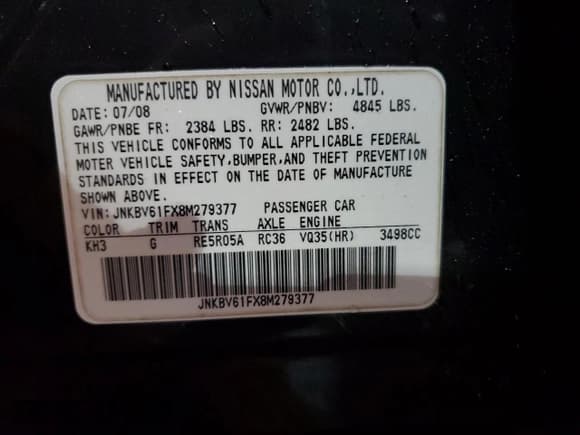 MANUFACTURED BY NISSAN MOTOR CO.,LTD.
DATE: 07/08 GVWR/PNBV: 4845 LBS.
GAWR/PNBE FR: 2384 LBS. RR: 2482 LBS.
THIS VEHICLE CONFORMS TO ALL APPLICABLE FEDERAL
MOTER VEHICLE SAFETY,BUMPER,AND THEFT PREVENTION
STANDARDS IN EFFECT ON THE DATE OF MANUFACTURE
SHOWN ABOVE.
VIN: JNKBV61FX8M279377 PASSENGER CAR
COLOR TRIM TRANS AXLE ENGINE
KH3 G RE5R05A RC36 VQ35(HR) 3498CC
JNKBV61FX8M279377